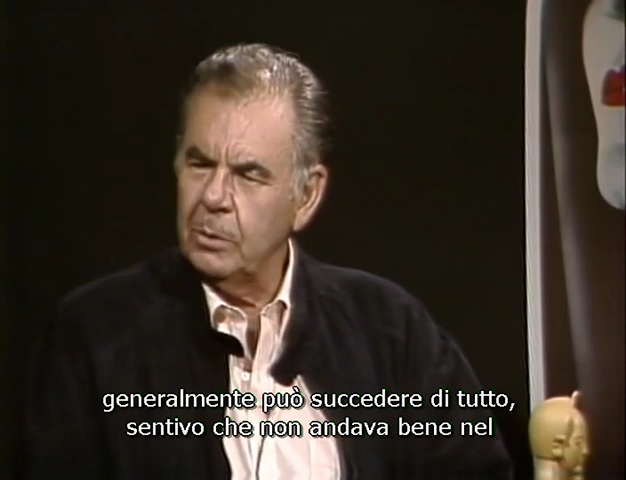 generalmente può succedere di tutto,
sentivo che non andava bene nel